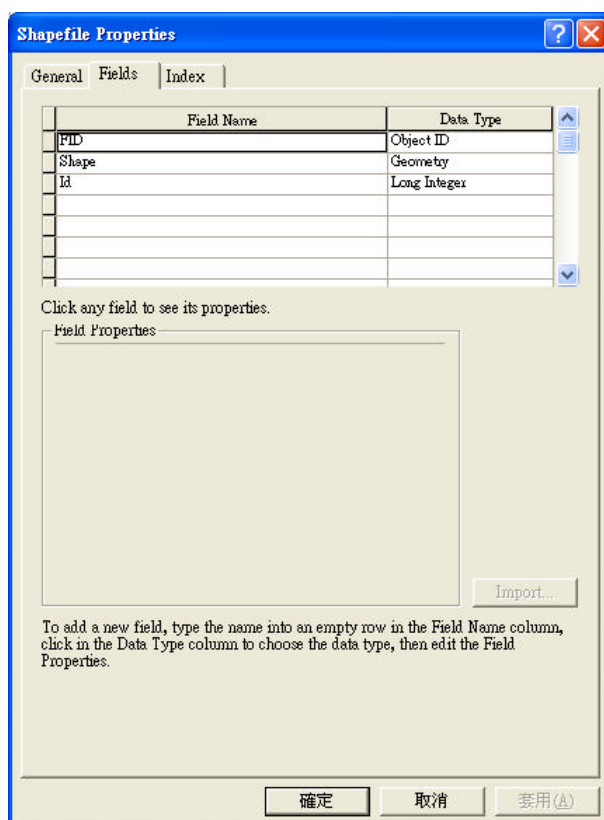 Shapefile Properties
General Fields Index
Field Name Data Type
FID Object ID
Shape Geometry
Id Long Integer
Click any field to see its properties.
Field Properties
Import...
To add a new field, type the name into an empty row in the Field Name column,
click in the Data Type column to choose the data type, then edit the Field
Properties.
確定 取消 套用(A)